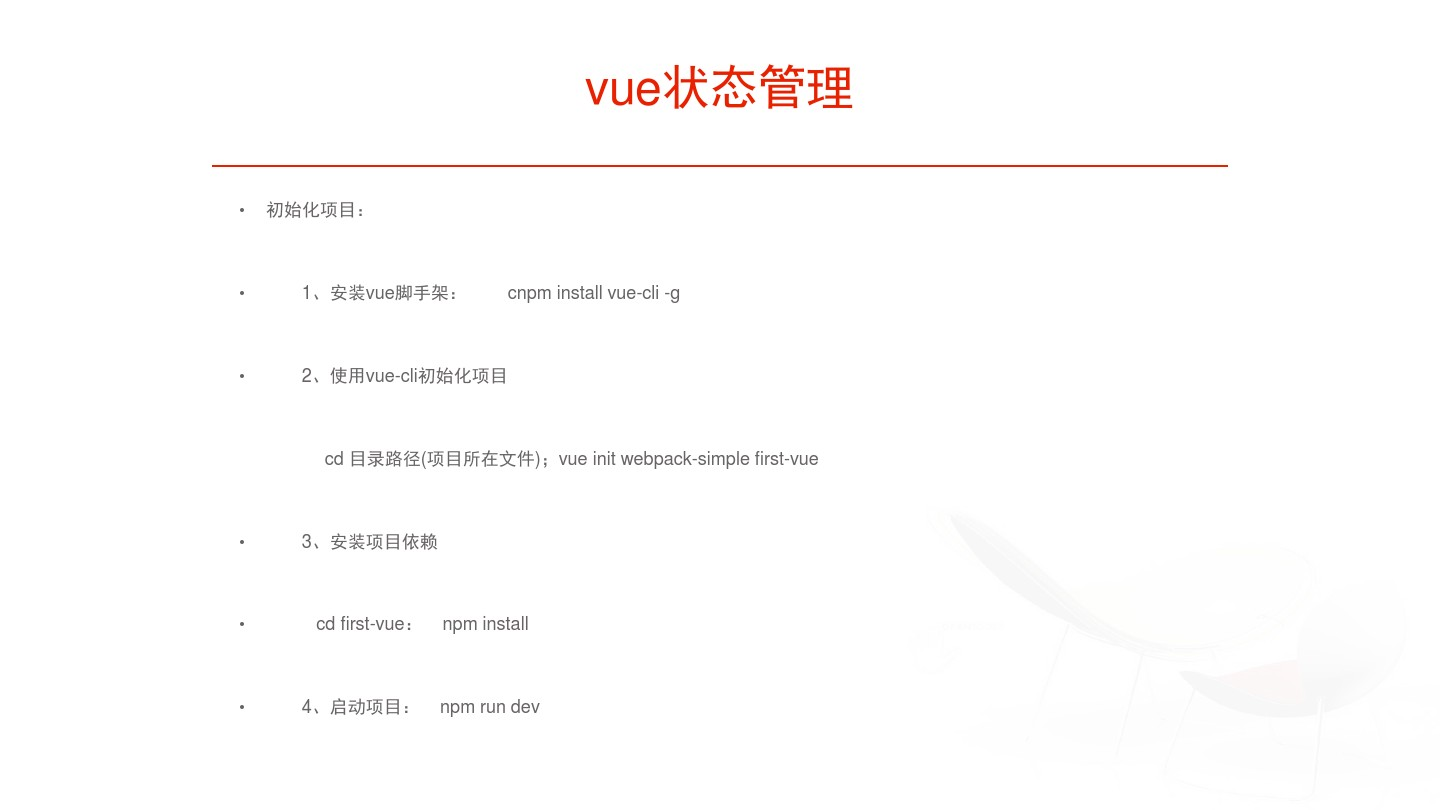 vue状态管理
• 初始化项目：
• 1、安装vue脚手架： cnpm install vue-cli -g
• 2、使用vue-cli初始化项目
cd 目录路径(项目所在文件)；vue init webpack-simple first-vue
• 3、安装项目依赖
• cd first-vue： npm install
• 4、启动项目： npm run dev